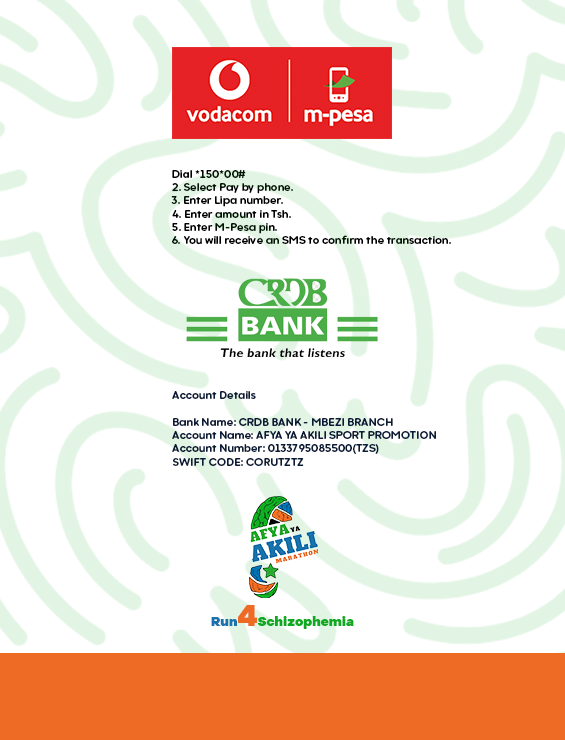 vodacom
m-pesa
Dial *150*00#
2. Select Pay by phone.
3. Enter Lipa number.
4. Enter amount in Tsh.
5. Enter M-Pesa pin.
6. You will receive an SMS to confirm the transaction.
CRDB
BANK
The bank that listens
Account Details
Bank Name: CRDB BANK - MBEZI BRANCH
Account Name: AFYA YA AKILI SPORT PROMOTION
Account Number: 0133795085500(TZS)
SWIFT CODE: CORUTZTZ
AFYA YA
AKILI
MARATHON
Run4Schizophemia